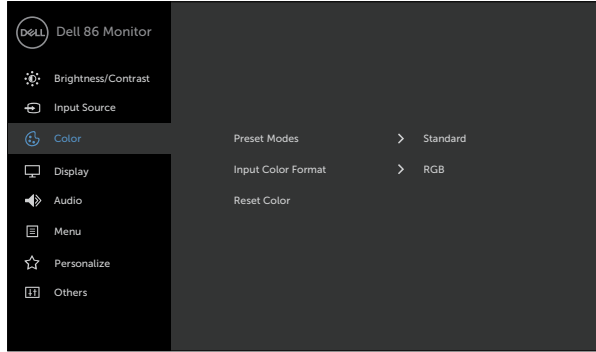 DELL Dell 86 Monitor
Brightness/Contrast
Input Source
Color
Preset Modes > Standard
Display
Input Color Format > RGB
Audio
Reset Color
Menu
Personalize
Others